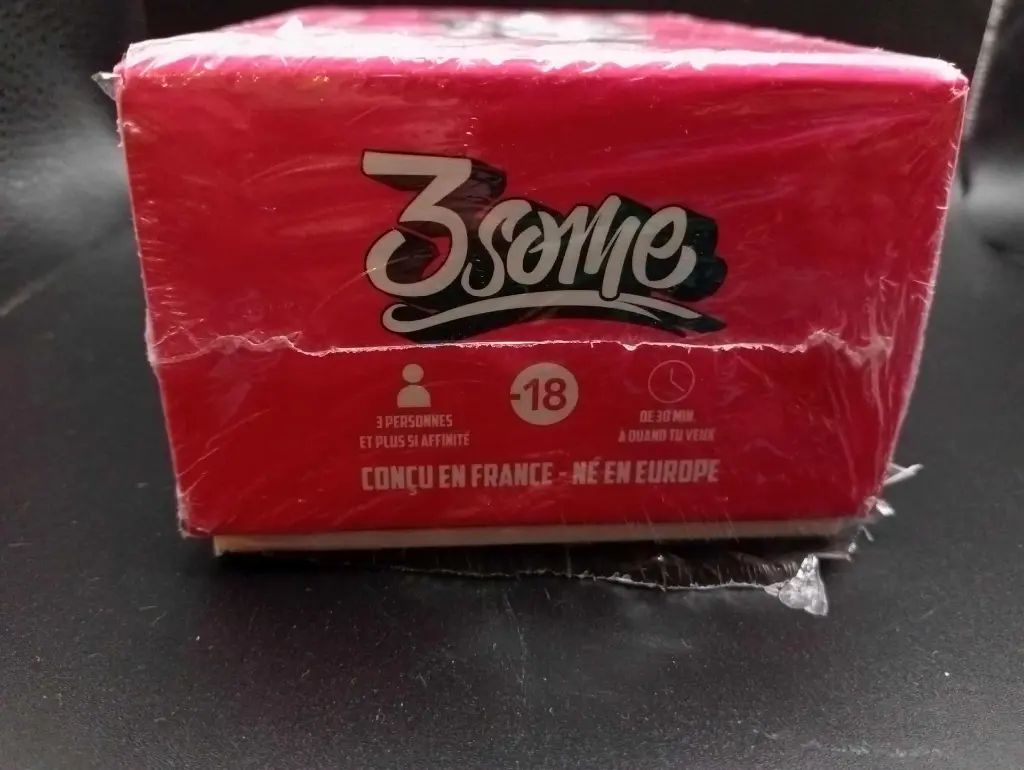 3some
3 PERSONNES
ET PLUS SI AFFINITÉ
-18
DE 30 MIN.
À QUAND TU VEUX
CONÇU EN FRANCE - NÉ EN EUROPE